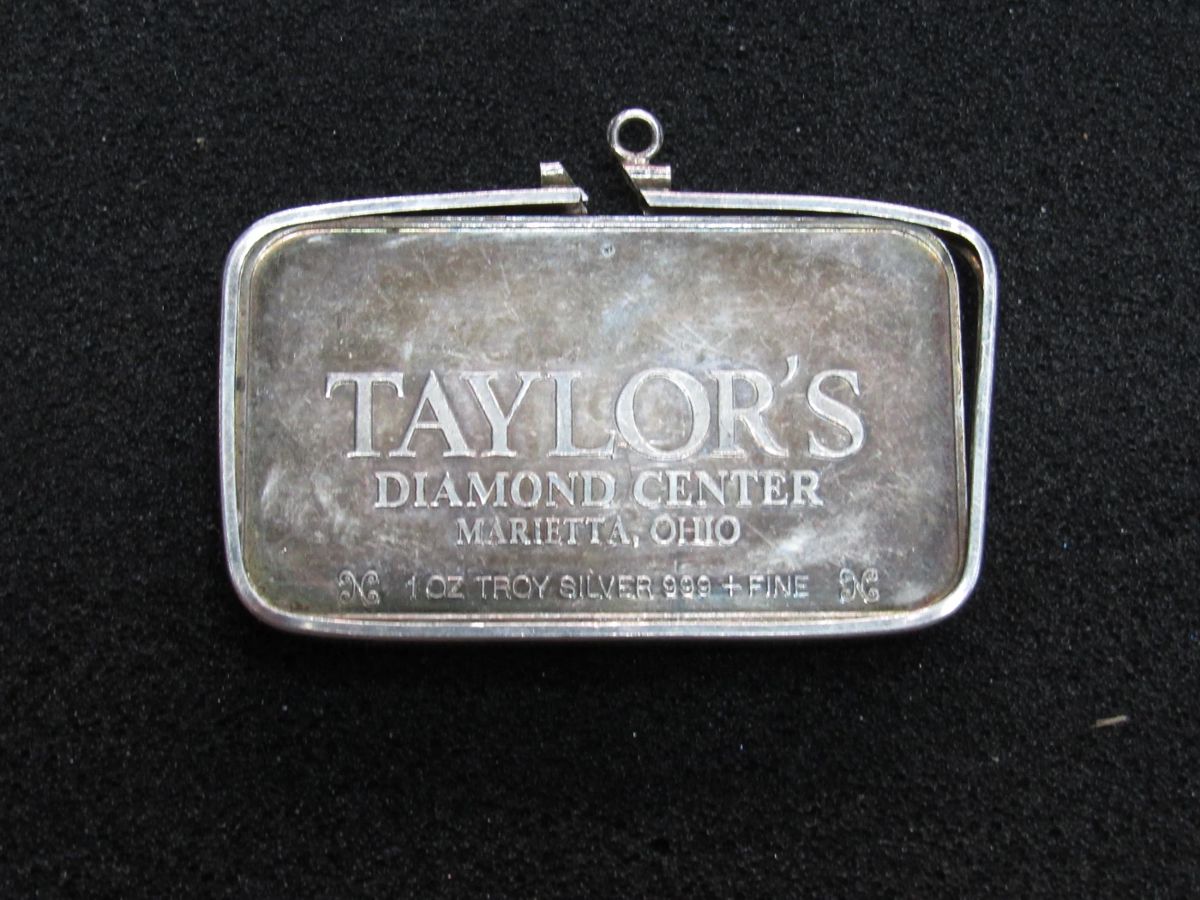 TAYLOR'S
DIAMOND CENTER
MARIETTA, OHIO
1 OZ TROY SILVER 999 + FINE